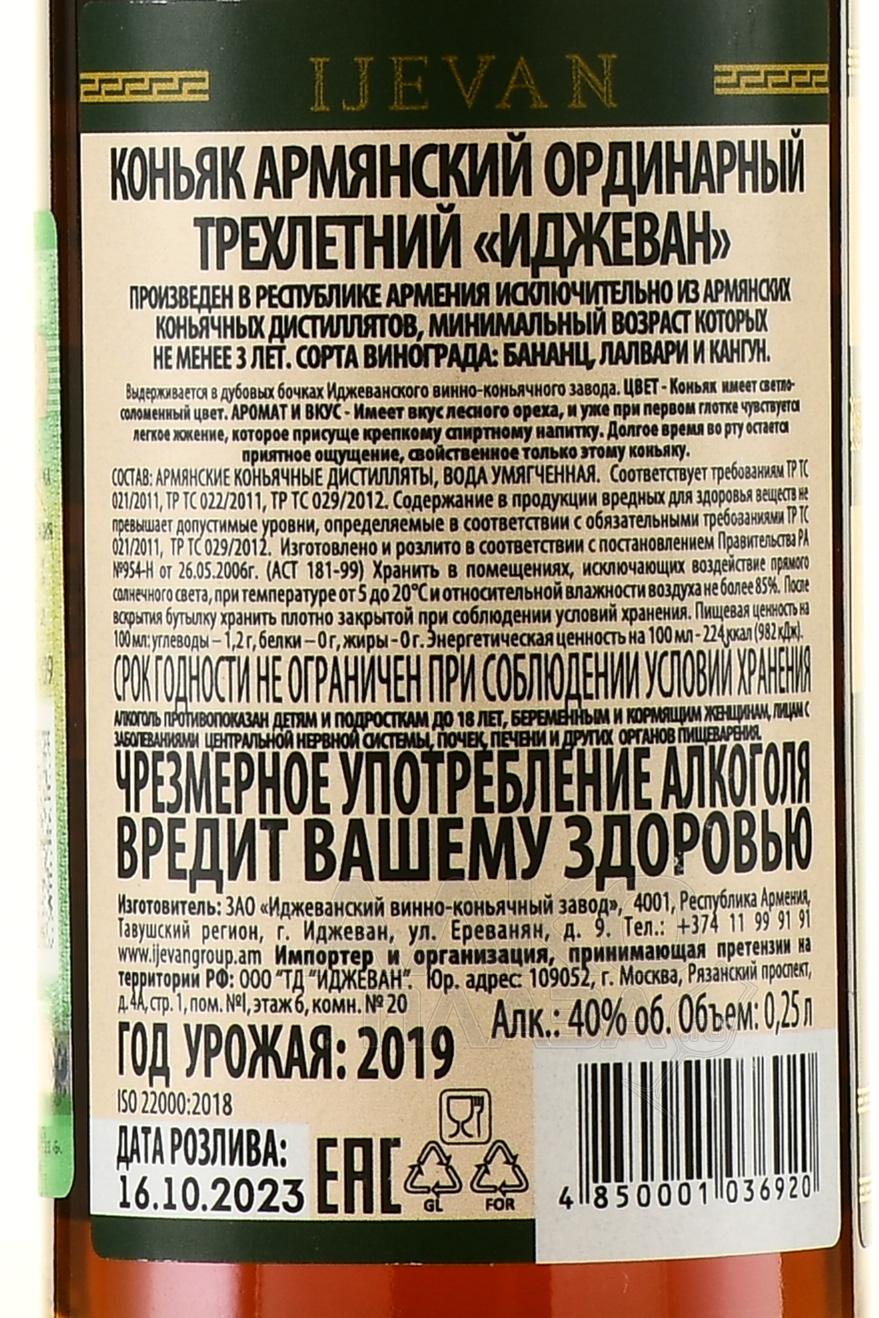 IJEVAN
КОНЬЯК АРМЯНСКИЙ ОРДИНАРНЫЙ
ТРЕХЛЕТНИЙ «ИДЖЕВАН»
ПРОИЗВЕДЕН В РЕСПУБЛИКЕ АРМЕНИЯ ИСКЛЮЧИТЕЛЬНО ИЗ АРМЯНСКИХ
КОНЬЯЧНЫХ ДИСТИЛЛЯТОВ, МИНИМАЛЬНЫЙ ВОЗРАСТ КОТОРЫХ
НЕ МЕНЕЕ 3 ЛЕТ. СОРТА ВИНОГРАДА: БАНАНЦ, ЛАЛВАРИ И КАНГУН.
Выдерживается в дубовых бочках Иджеванского винно-коньячного завода. ЦВЕТ - Коньяк имеет светло-
соломенный цвет. АРОМАТ И ВКУС - Имеет вкус лесного ореха, и уже при первом глотке чувствуется
легкое жжение, которое присуще крепкому спиртному напитку. Долгое время во рту остается
приятное ощущение, свойственное только этому коньяку.
СОСТАВ: АРМЯНСКИЕ КОНЬЯЧНЫЕ ДИСТИЛЛЯТЫ, ВОДА УМЯГЧЕННАЯ. Соответствует требованиям ТР ТС
021/2011, ТР ТС 022/2011, ТР ТС 029/2012. Содержание в продукции вредных для здоровья веществ не
превышает допустимые уровни, определяемые в соответствии с обязательными требованиями ТР ТС
021/2011, ТР ТС 029/2012. Изготовлено и розлито в соответствии с постановлением Правительства РА
№954-Н от 26.05.2006г. (АСТ 181-99) Хранить в помещениях, исключающих воздействие прямого
солнечного света, при температуре от 5 до 20°С и относительной влажности воздуха не более 85%. После
вскрытия бутылку хранить плотно закрытой при соблюдении условий хранения. Пищевая ценность на
100 мл: углеводы – 1,2 г, белки – 0 г, жиры - 0 г. Энергетическая ценность на 100 мл - 224 ккал (982 кДж).
СРОК ГОДНОСТИ НЕ ОГРАНИЧЕН ПРИ СОБЛЮДЕНИИ УСЛОВИЙ ХРАНЕНИЯ
АЛКОГОЛЬ ПРОТИВОПОКАЗАН ДЕТЯМ И ПОДРОСТКАМ ДО 18 ЛЕТ, БЕРЕМЕННЫМ И КОРМЯЩИМ ЖЕНЩИНАМ, ЛИЦАМ С
ЗАБОЛЕВАНИЯМИ ЦЕНТРАЛЬНОЙ НЕРВНОЙ СИСТЕМЫ, ПОЧЕК, ПЕЧЕНИ И ДРУГИХ ОРГАНОВ ПИЩЕВАРЕНИЯ.
ЧРЕЗМЕРНОЕ УПОТРЕБЛЕНИЕ АЛКОГОЛЯ
ВРЕДИТ ВАШЕМУ ЗДОРОВЬЮ
Изготовитель: ЗАО «Иджеванский винно-коньячный завод», 4001, Республика Армения,
Тавушский регион, г. Иджеван, ул. Ереванян, д. 9. Тел.: +374 11 99 91 91
www.ijevangroup.am Импортер и организация, принимающая претензии на
территории РФ: ООО "ТД "ИДЖЕВАН". Юр. адрес: 109052, г. Москва, Рязанский проспект,
д. 4А, стр. 1, пом. №I, этаж 6, комн. № 20
Алк.: 40% об. Объем: 0,25 л
ГОД УРОЖАЯ: 2019
ISO 22000:2018
ДАТА РОЗЛИВА:
16.10.2023
EAC
GL
FOR
4 850001 036920